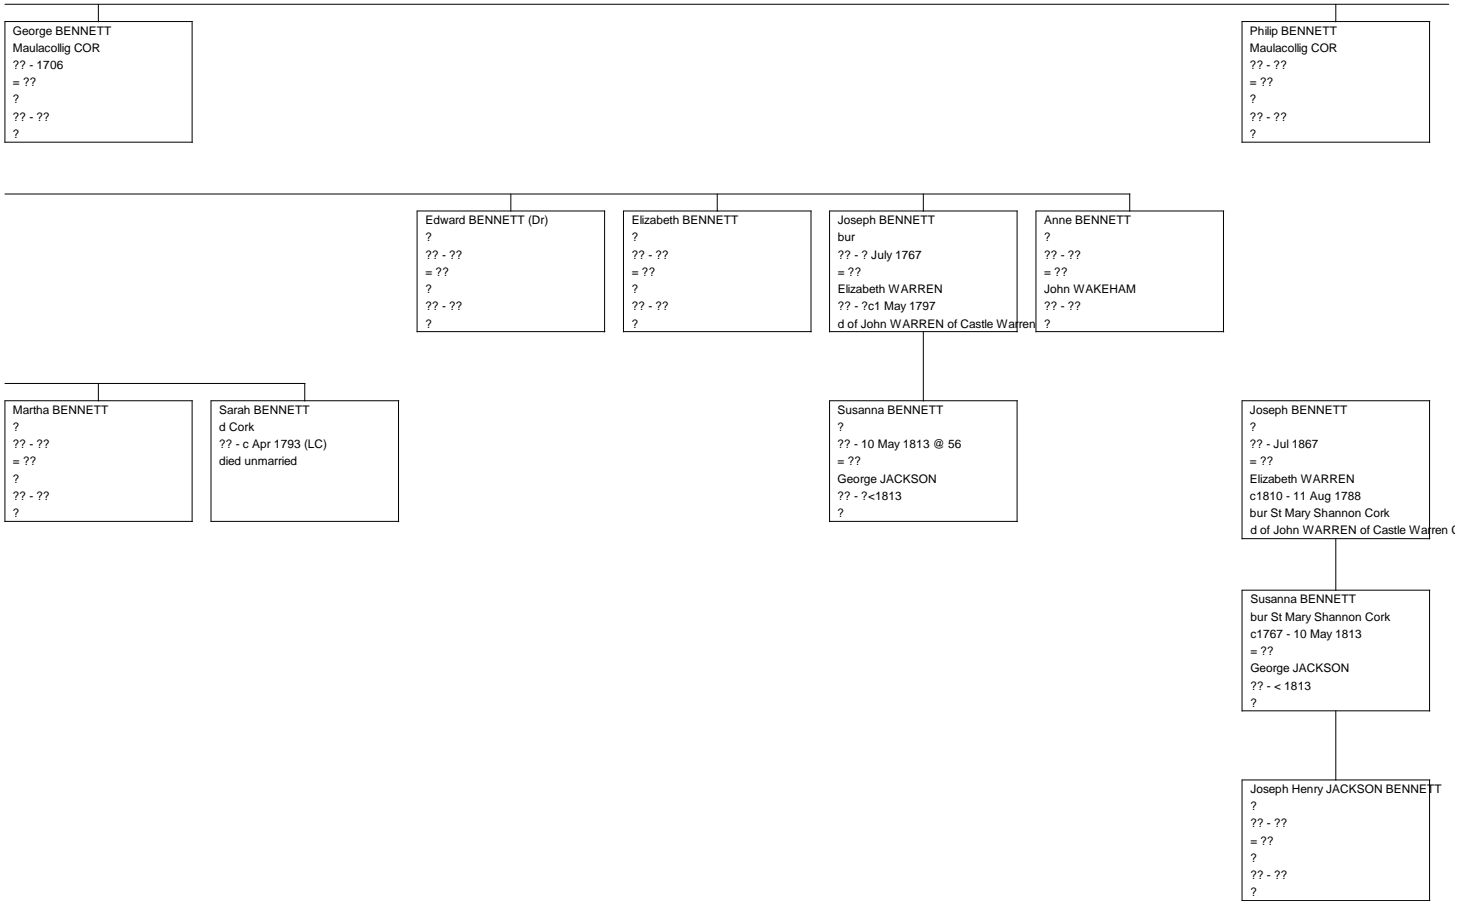 George BENNETT
Maulacollig COR
?? - 1706
= ??
?
?? - ??
?
Philip BENNETT
Maulacollig COR
?? - ??
= ??
?
?? - ??
?
Edward BENNETT (Dr)
?
?? - ??
= ??
?
?? - ??
?
Elizabeth BENNETT
?
?? - ??
= ??
?
?? - ??
?
Joseph BENNETT
bur
?? - ? July 1767
= ??
Elizabeth WARREN
?? - ?c1 May 1797
d of John WARREN of Castle Warren
Anne BENNETT
?
?? - ??
= ??
John WAKEHAM
?? - ??
?
Martha BENNETT
?
?? - ??
= ??
?
?? - ??
?
Sarah BENNETT
d Cork
?? - c Apr 1793 (LC)
died unmarried
Susanna BENNETT
?
?? - 10 May 1813 @ 56
= ??
George JACKSON
?? - ?<1813
?
Joseph BENNETT
?
?? - Jul 1867
= ??
Elizabeth WARREN
c1810 - 11 Aug 1788
bur St Mary Shannon Cork
d of John WARREN of Castle Warren
Susanna BENNETT
bur St Mary Shannon Cork
c1767 - 10 May 1813
= ??
George JACKSON
?? - < 1813
?
Joseph Henry JACKSON BENNETT
?
?? - ??
= ??
?
?? - ??
?